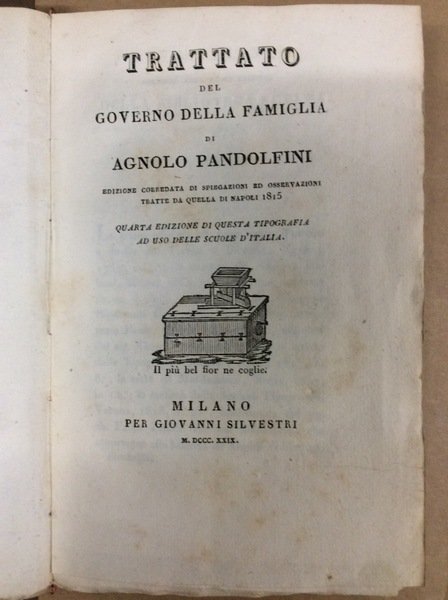 TRATTATO
DEL
GOVERNO DELLA FAMIGLIA
DI
AGNOLO PANDOLFINI
EDIZIONE CORREDATA DI SPIEGAZIONI ED OSSERVAZIONI
TRATTE DA QUELLA DI NAPOLI 1815
QUARTA EDIZIONE DI QUESTA TIPOGRAFIA
AD USO DELLE SCUOLE D'ITALIA.
Il più bel fior ne coglie.
MILANO
PER GIOVANNI SILVESTRI
M. DCCC. XXIX.